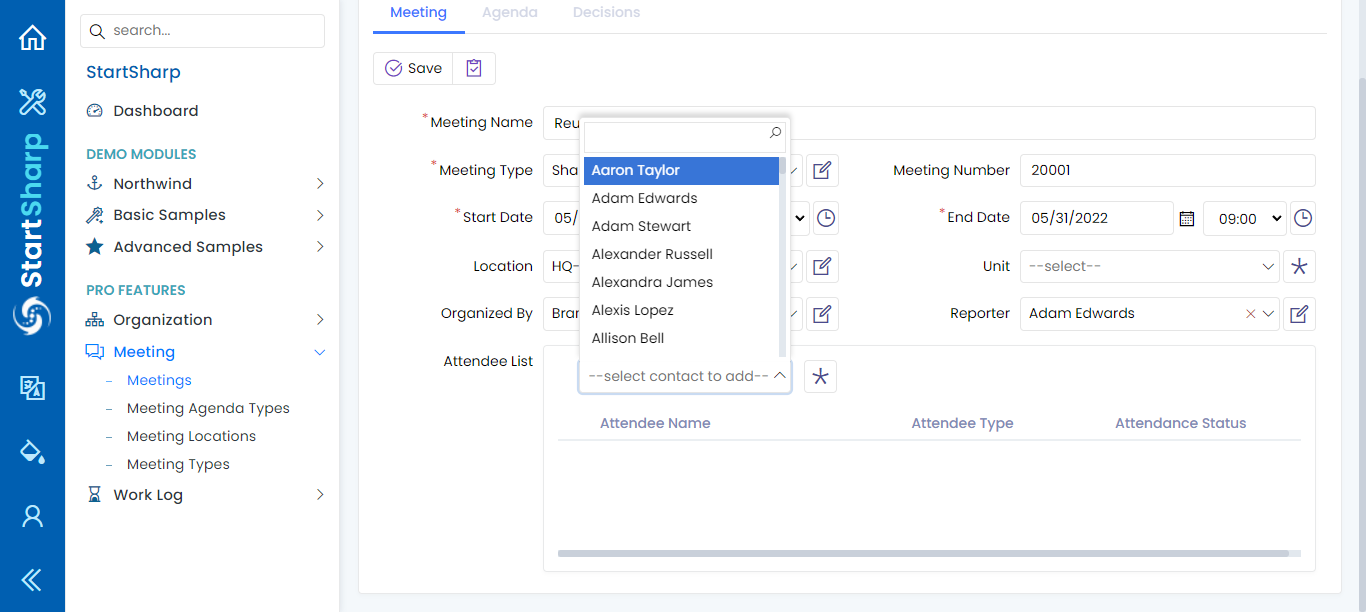 search...
StartSharp
Dashboard
DEMO MODULES
Northwind
Basic Samples
Advanced Samples
PRO FEATURES
Organization
Meeting
Meetings
Meeting Agenda Types
Meeting Locations
Meeting Types
Work Log
StartSharp
Meeting Agenda Decisions
Save
*Meeting Name Reu
*Meeting Type Sha
Meeting Number 20001
*Start Date 05/
*End Date 05/31/2022 09:00
Location HQ-
Unit --select--
Organized By Bran
Reporter Adam Edwards
Attendee List
Aaron Taylor
Adam Edwards
Adam Stewart
Alexander Russell
Alexandra James
Alexis Lopez
Allison Bell
--select contact to add--
Attendee Name Attendee Type Attendance Status